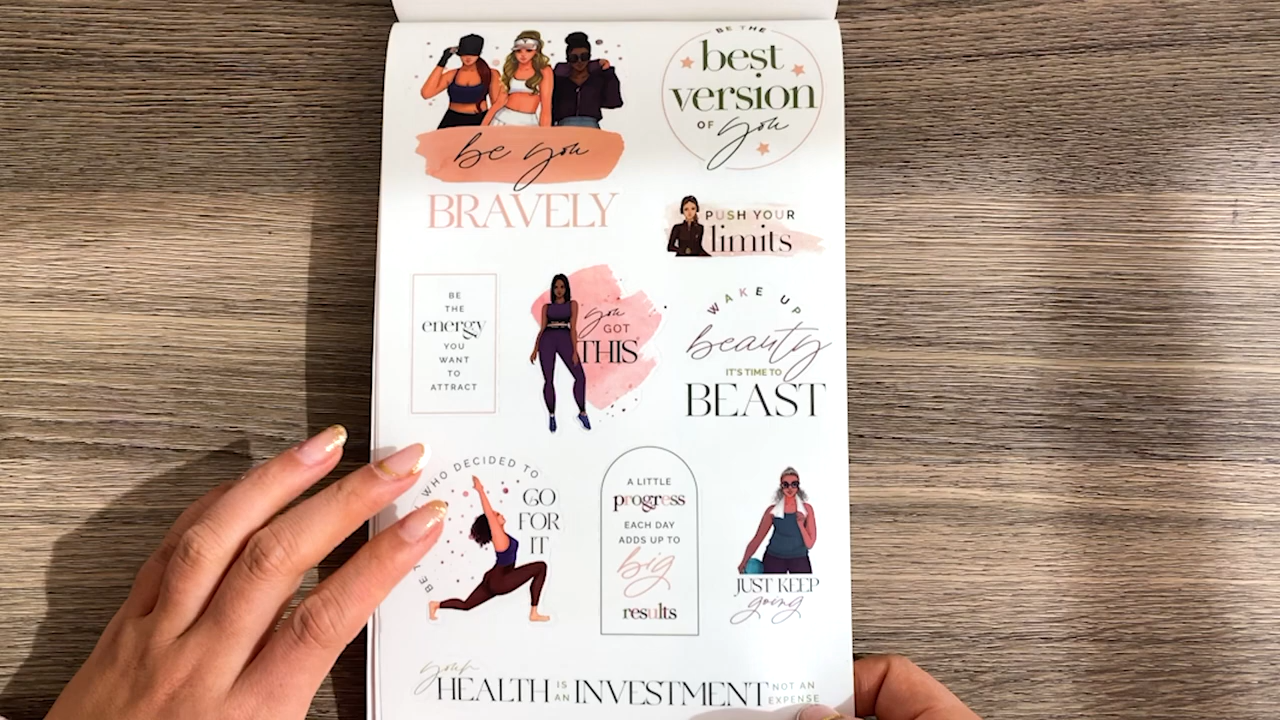 be you
BRAVELY
BE THE
best
version
OF you
PUSH YOUR
limits
BE
THE
energy
YOU
WANT
TO
ATTRACT
you
GOT
THIS
WAKE UP
beauty
IT'S TIME TO
BEAST
BE
WHO DECIDED TO
GO
FOR
IT
A LITTLE
progress
EACH DAY
ADDS UP TO
big
results
JUST KEEP
going
your
HEALTH IS AN INVESTMENT NOT AN EXPENSE